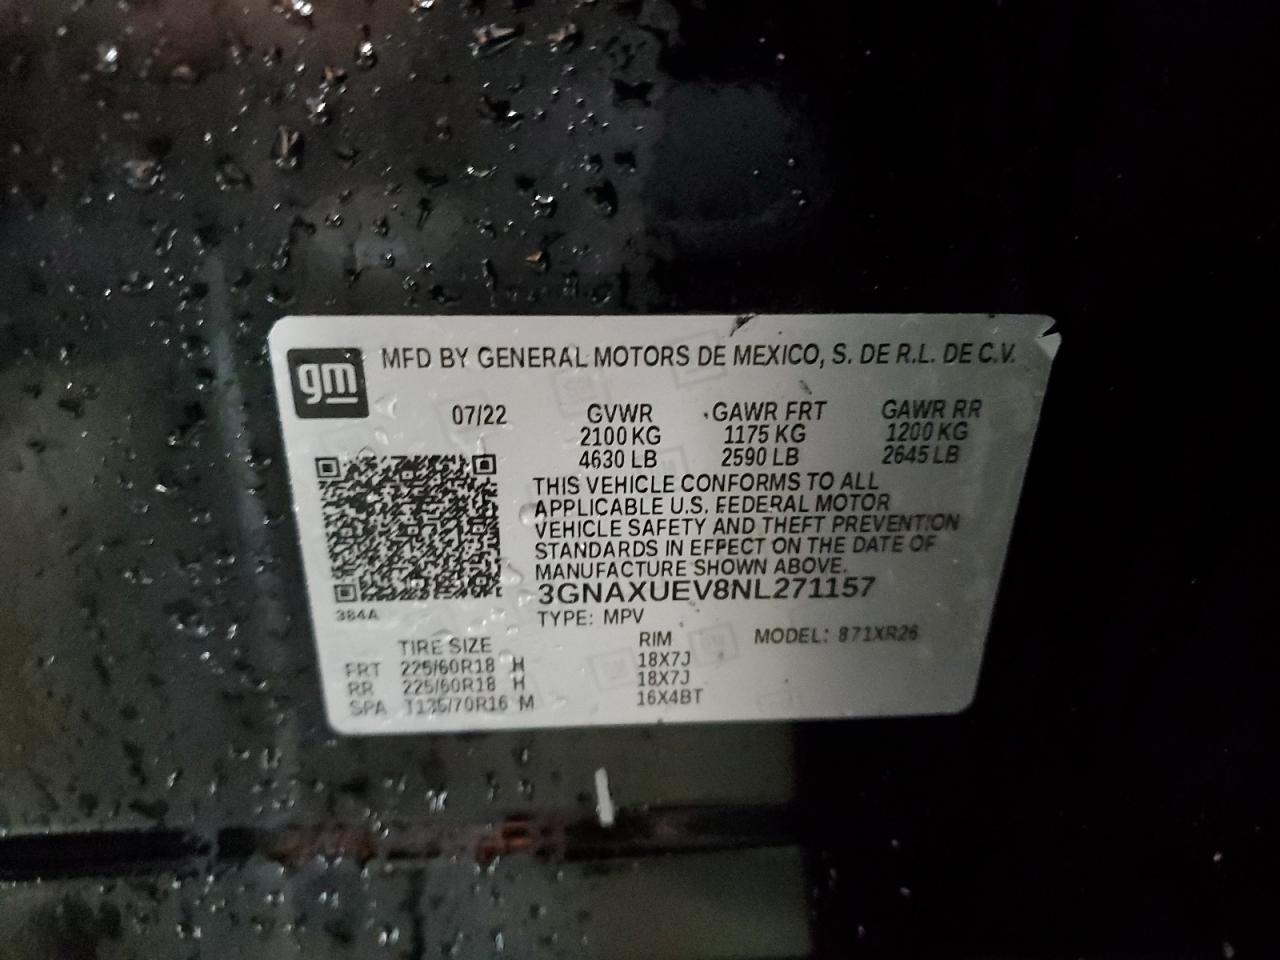 gm
MFD BY GENERAL MOTORS DE MEXICO, S. DE R.L. DE C.V.
07/22 GVWR GAWR FRT GAWR RR
2100 KG 1175 KG 1200 KG
4630 LB 2590 LB 2645 LB
THIS VEHICLE CONFORMS TO ALL
APPLICABLE U.S. FEDERAL MOTOR
VEHICLE SAFETY AND THEFT PREVENTION
STANDARDS IN EFFECT ON THE DATE OF
MANUFACTURE SHOWN ABOVE.
3GNAXUEV8NL271157
384A
TYPE: MPV
TIRE SIZE RIM MODEL: 871XR26
FRT 225/60R18 H 18X7J
RR 225/60R18 H 18X7J
SPA T135/70R16 M 16X4BT